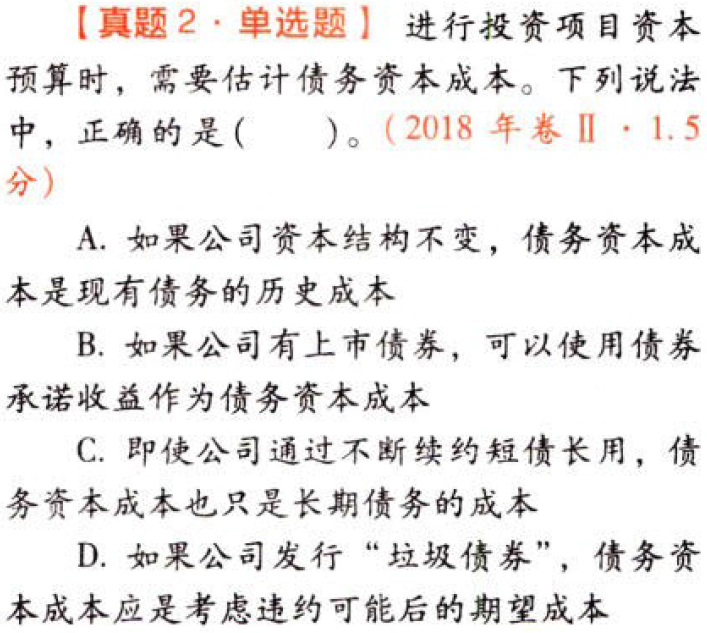 【真题2·单选题】 进行投资项目资本
预算时，需要估计债务资本成本。下列说法
中，正确的是(　　)。(2018 年卷Ⅱ·1.5
分)
A. 如果公司资本结构不变，债务资本成
本是现有债务的历史成本
B. 如果公司有上市债券，可以使用债券
承诺收益作为债务资本成本
C. 即使公司通过不断续约短债长用，债
务资本成本也只是长期债务的成本
D. 如果公司发行“垃圾债券”，债务资
本成本应是考虑违约可能后的期望成本